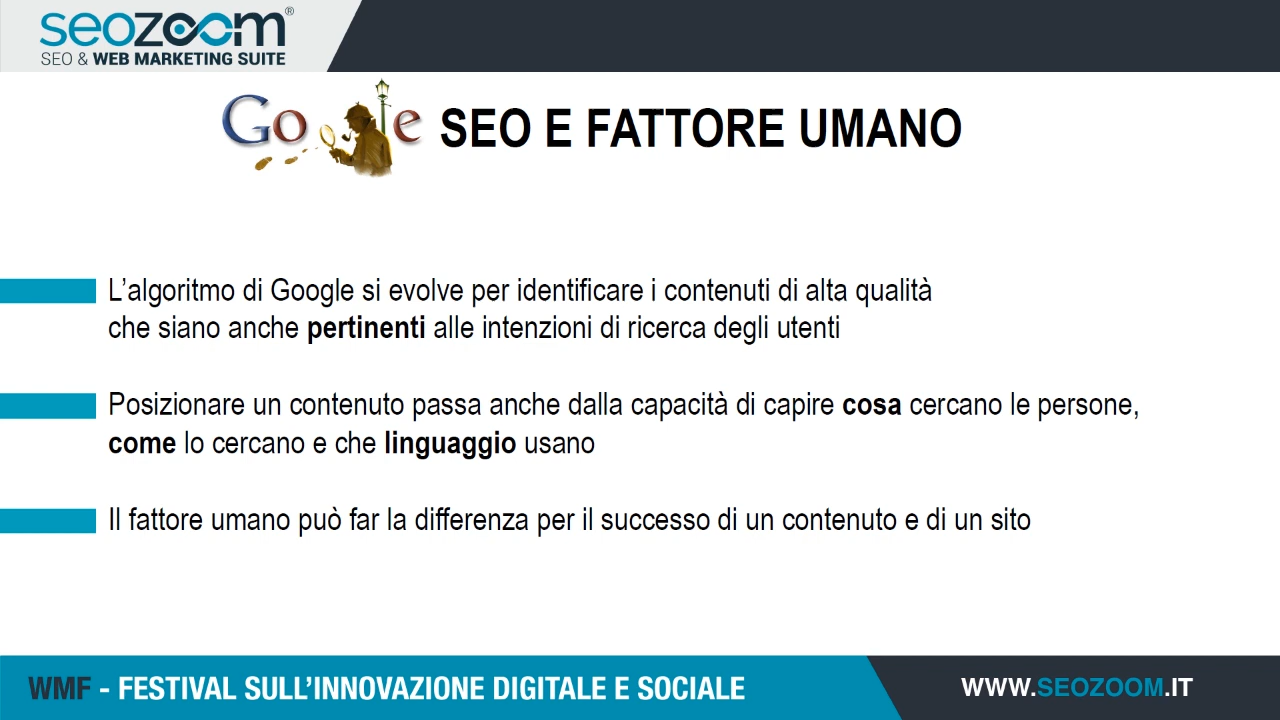 seozoom®
SEO & WEB MARKETING SUITE
Google SEO E FATTORE UMANO
L’algoritmo di Google si evolve per identificare i contenuti di alta qualità
che siano anche pertinenti alle intenzioni di ricerca degli utenti
Posizionare un contenuto passa anche dalla capacità di capire cosa cercano le persone,
come lo cercano e che linguaggio usano
Il fattore umano può far la differenza per il successo di un contenuto e di un sito
WMF - FESTIVAL SULL’INNOVAZIONE DIGITALE E SOCIALE
WWW.SEOZOOM.IT